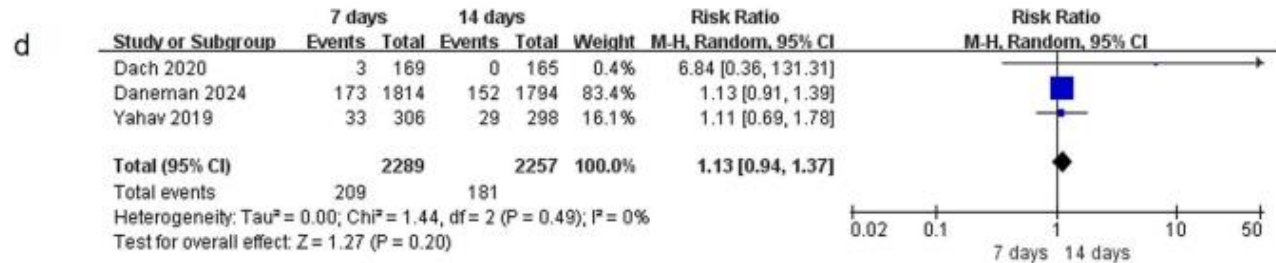 d
7 days 14 days Risk Ratio Risk Ratio
Study or Subgroup Events Total Events Total Weight M-H, Random, 95% CI M-H, Random, 95% CI
Dach 2020 3 169 0 165 0.4% 6.84 [0.36, 131.31]
Daneman 2024 173 1814 152 1794 83.4% 1.13 [0.91, 1.39]
Yahav 2019 33 306 29 298 16.1% 1.11 [0.69, 1.78]
Total (95% CI) 2289 2257 100.0% 1.13 [0.94, 1.37]
Total events 209 181
Heterogeneity: Tau² = 0.00; Chi² = 1.44, df = 2 (P = 0.49); I² = 0%
Test for overall effect: Z = 1.27 (P = 0.20)
0.02 0.1 1 10 50
7 days 14 days